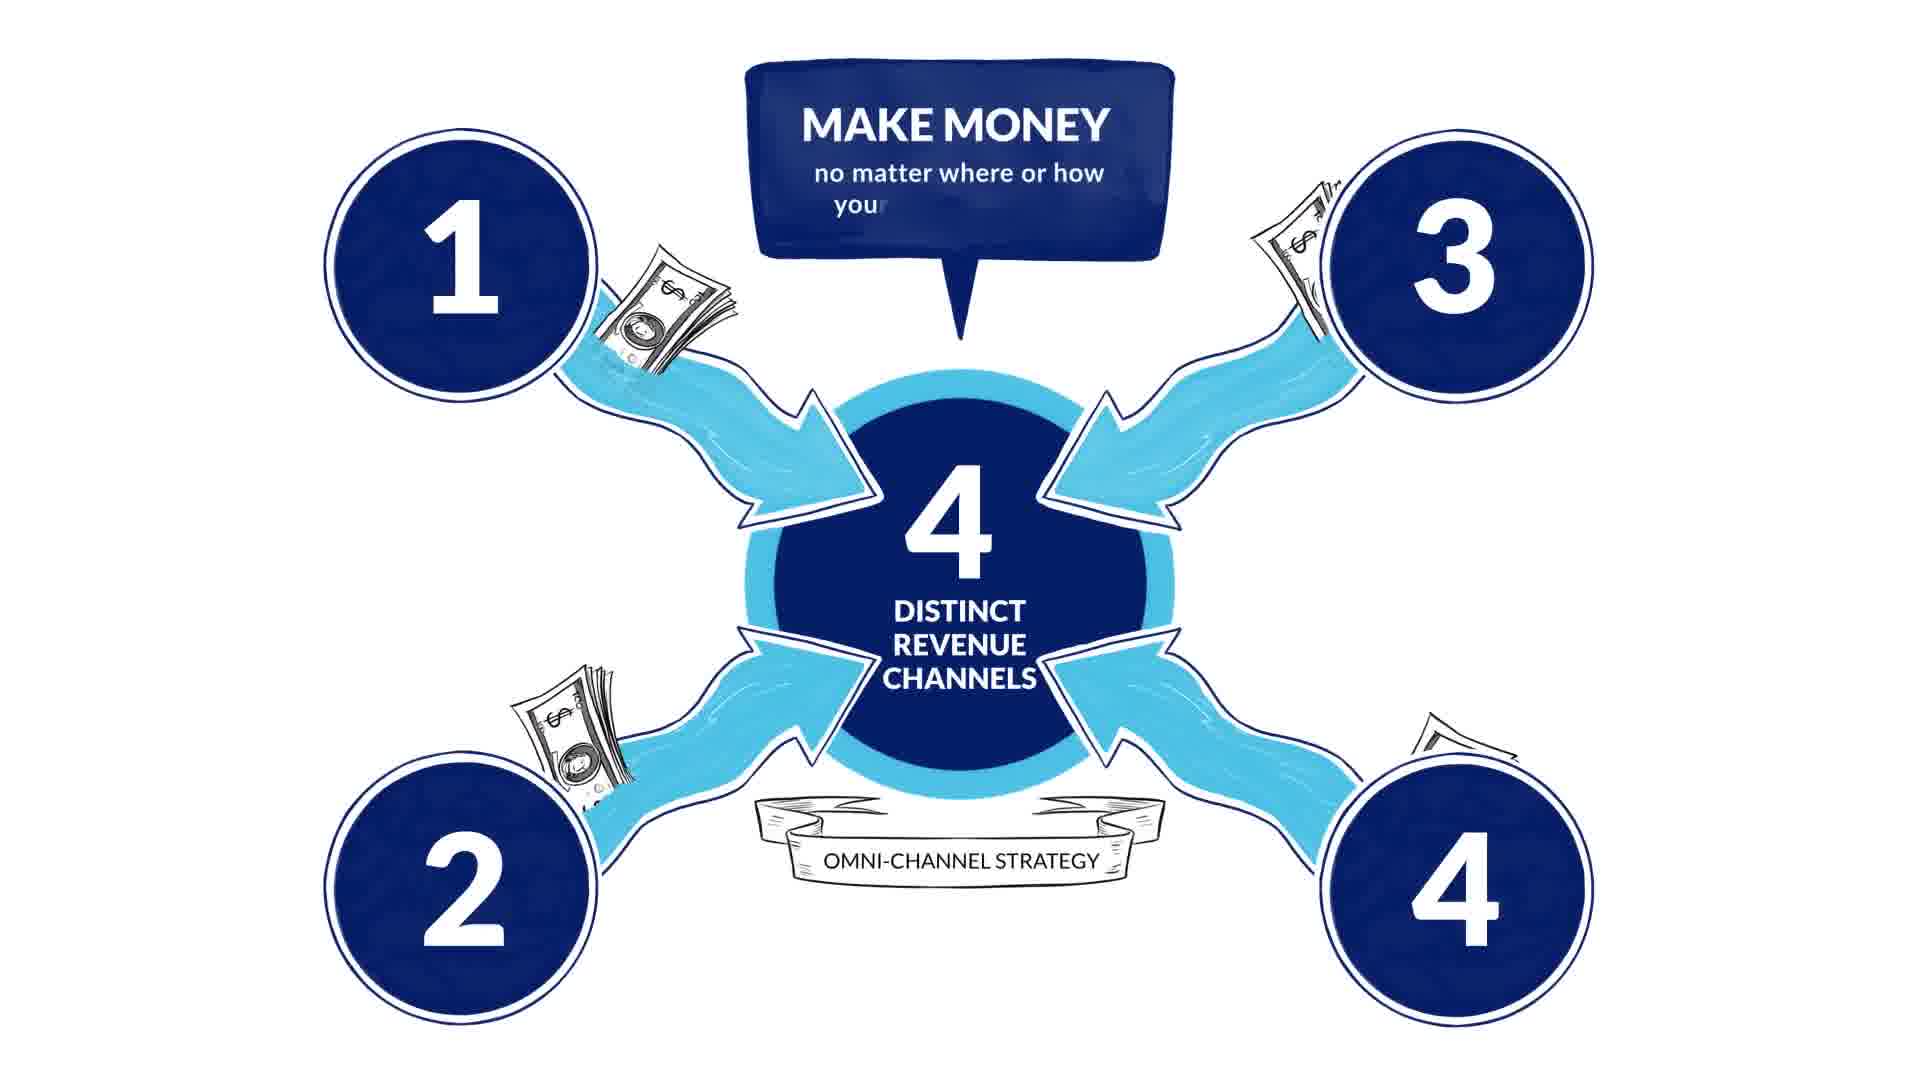 MAKE MONEY
no matter where or how
your
1
3
4
DISTINCT
REVENUE
CHANNELS
OMNI-CHANNEL STRATEGY
2
4